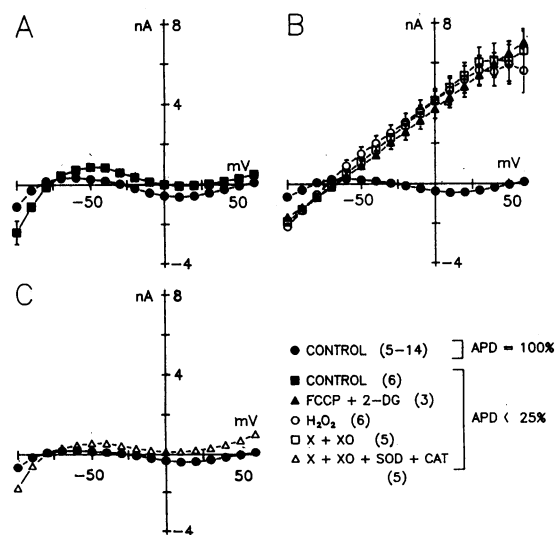 A
nA
8
4
mV
−50
50
−4
B
nA
8
4
mV
−50
50
−4
C
nA
8
4
mV
−50
50
−4
● CONTROL (5−14) ] APD = 100%
■ CONTROL (6)
▲ FCCP + 2−DG (3)
○ H₂O₂ (6)
□ X + XO (5)
△ X + XO + SOD + CAT
(5)
APD < 25%